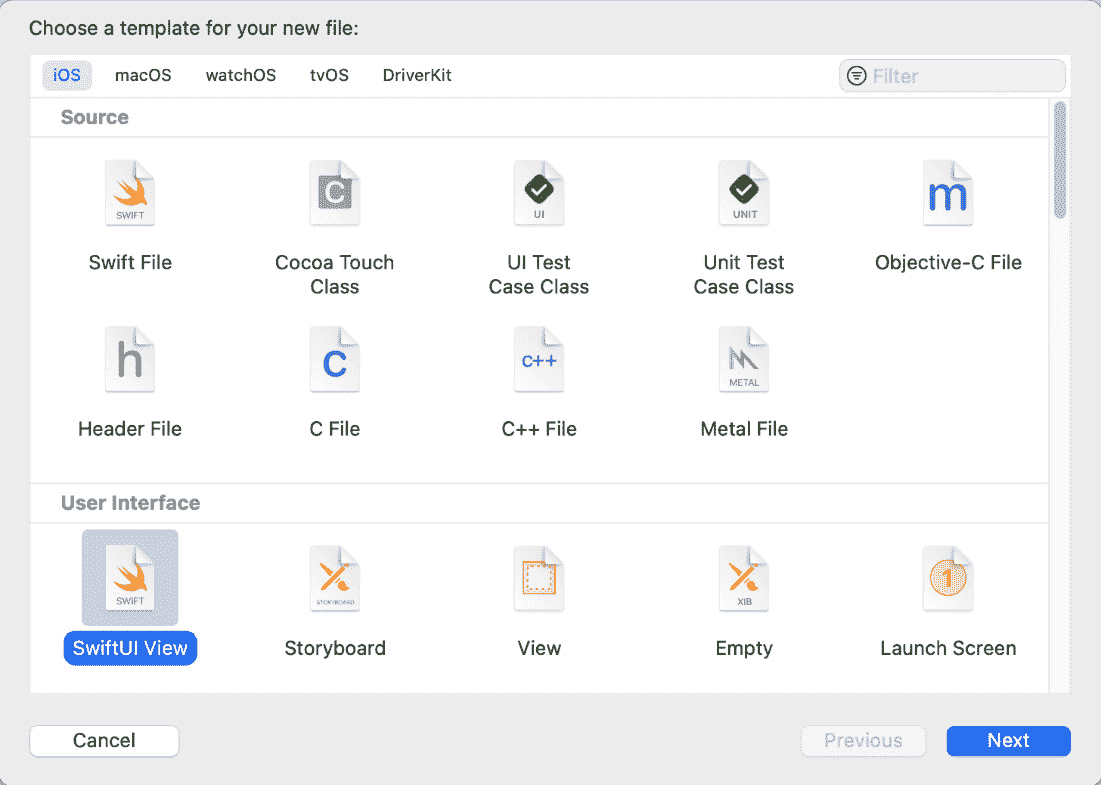 Choose a template for your new file:
iOS macOS watchOS tvOS DriverKit Filter
Source
SWIFT C UI UNIT m
Swift File Cocoa Touch Class UI Test Case Class Unit Test Case Class Objective-C File
h C C++ METAL
Header File C File C++ File Metal File
User Interface
SWIFT STORYBOARD XIB 1
SwiftUI View Storyboard View Empty Launch Screen
Cancel Previous Next